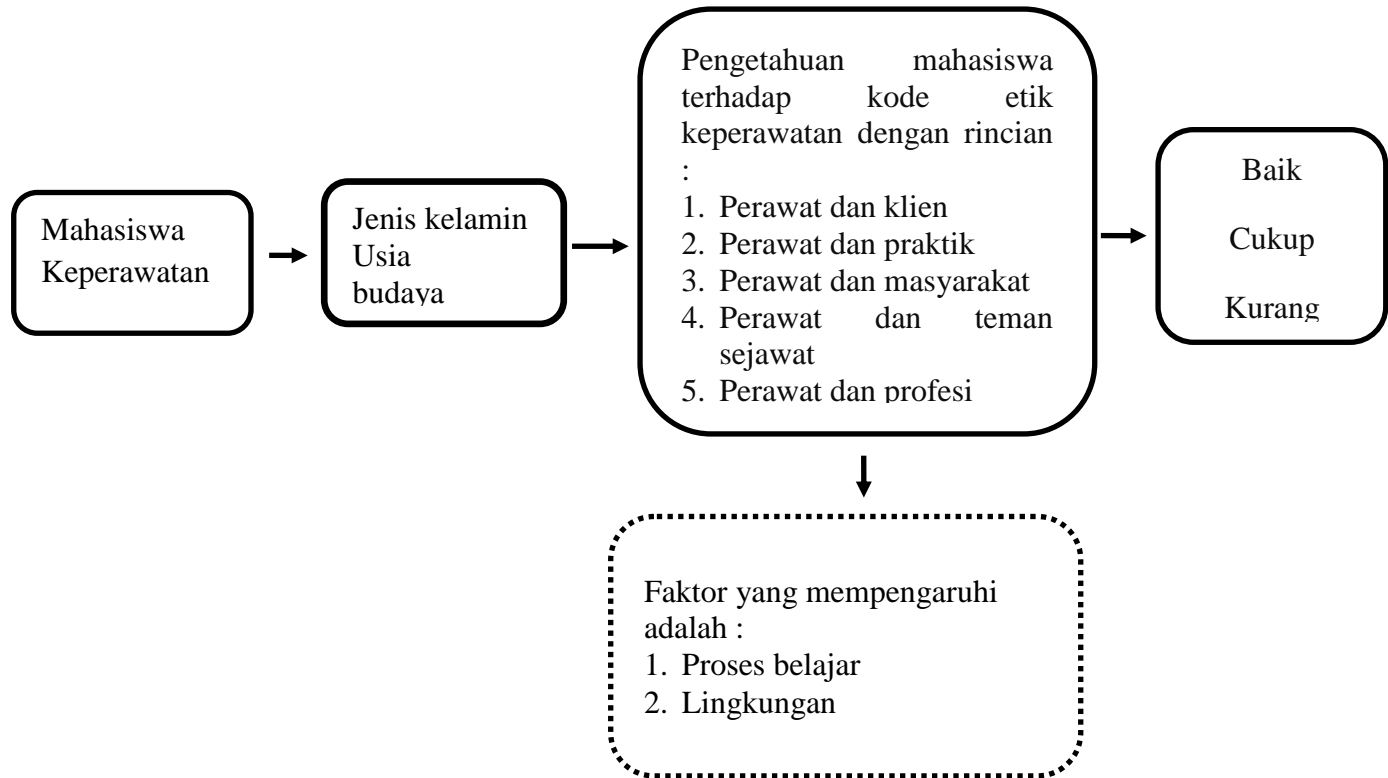 Mahasiswa
Keperawatan
Jenis kelamin
Usia
budaya
Pengetahuan mahasiswa
terhadap kode etik
keperawatan dengan rincian
:
1. Perawat dan klien
2. Perawat dan praktik
3. Perawat dan masyarakat
4. Perawat dan teman
sejawat
5. Perawat dan profesi
Baik
Cukup
Kurang
Faktor yang mempengaruhi
adalah :
1. Proses belajar
2. Lingkungan